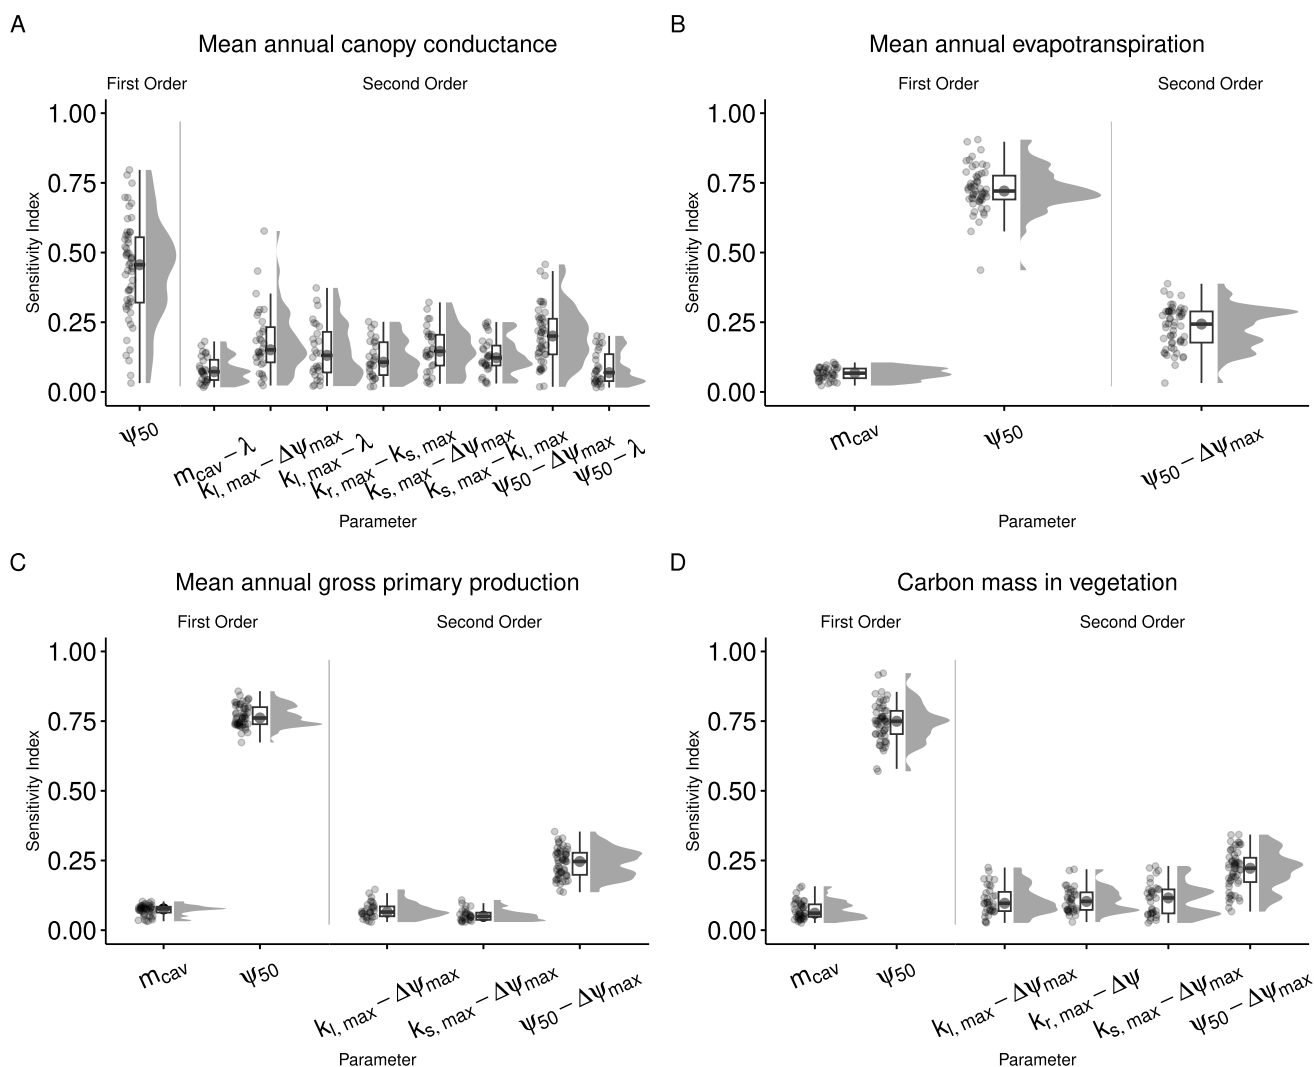 A
Mean annual canopy conductance
First Order
Second Order
Sensitivity Index
1.00
0.75
0.50
0.25
0.00
ψ50
mcav − λ
kl, max − Δψmax
kl, max − λ
kr, max − ks, max
ks, max − Δψmax
ks, max − kl, max
ψ50 − Δψmax
ψ50 − λ
Parameter
B
Mean annual evapotranspiration
First Order
Second Order
Sensitivity Index
1.00
0.75
0.50
0.25
0.00
mcav
ψ50
ψ50 − Δψmax
Parameter
C
Mean annual gross primary production
First Order
Second Order
Sensitivity Index
1.00
0.75
0.50
0.25
0.00
mcav
ψ50
kl, max − Δψmax
ks, max − Δψmax
ψ50 − Δψmax
Parameter
D
Carbon mass in vegetation
First Order
Second Order
Sensitivity Index
1.00
0.75
0.50
0.25
0.00
mcav
ψ50
kl, max − Δψmax
kr, max − Δψ
ks, max − Δψmax
ψ50 − Δψmax
Parameter